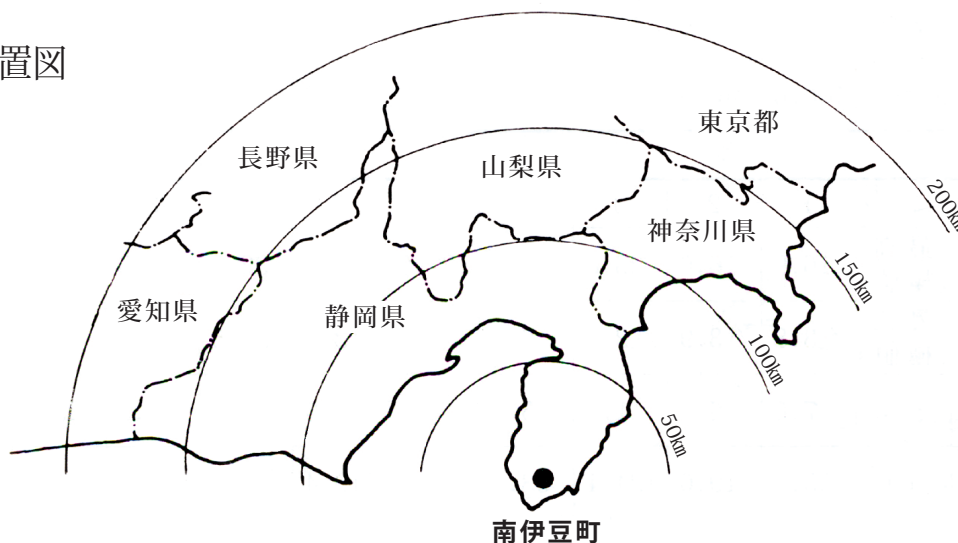 置図
東京都
長野県
山梨県
200km
神奈川県
150km
愛知県
静岡県
100km
50km
南伊豆町